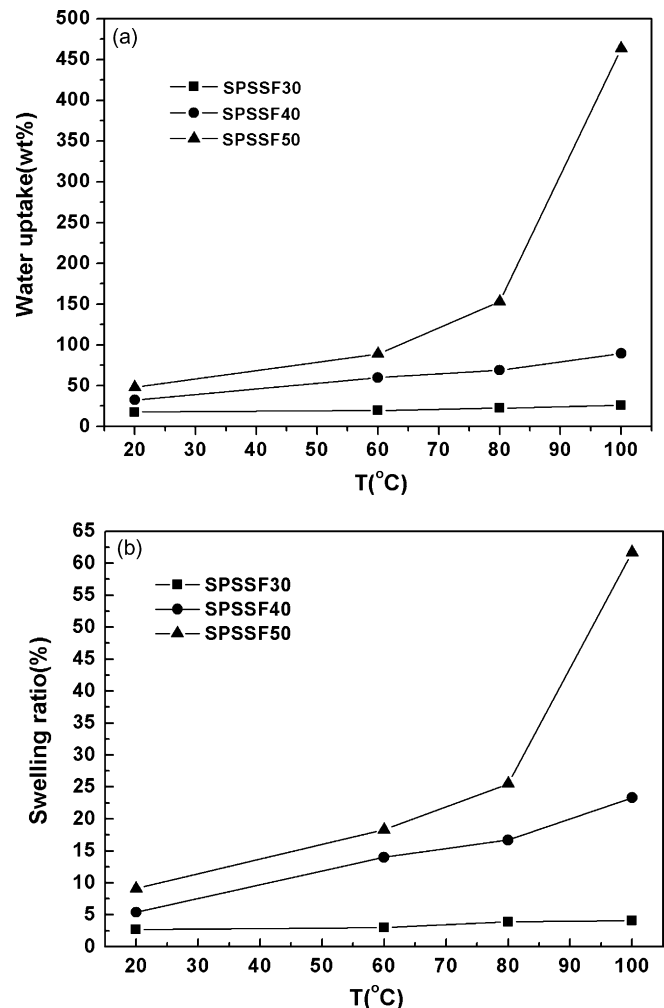 (a)
500
450
400
350
300
250
200
150
100
50
0
Water uptake(wt%)
SPSSF30
SPSSF40
SPSSF50
20 30 40 50 60 70 80 90 100
T(°C)
(b)
65
60
55
50
45
40
35
30
25
20
15
10
5
0
Swelling ratio(%)
SPSSF30
SPSSF40
SPSSF50
20 30 40 50 60 70 80 90 100
T(°C)